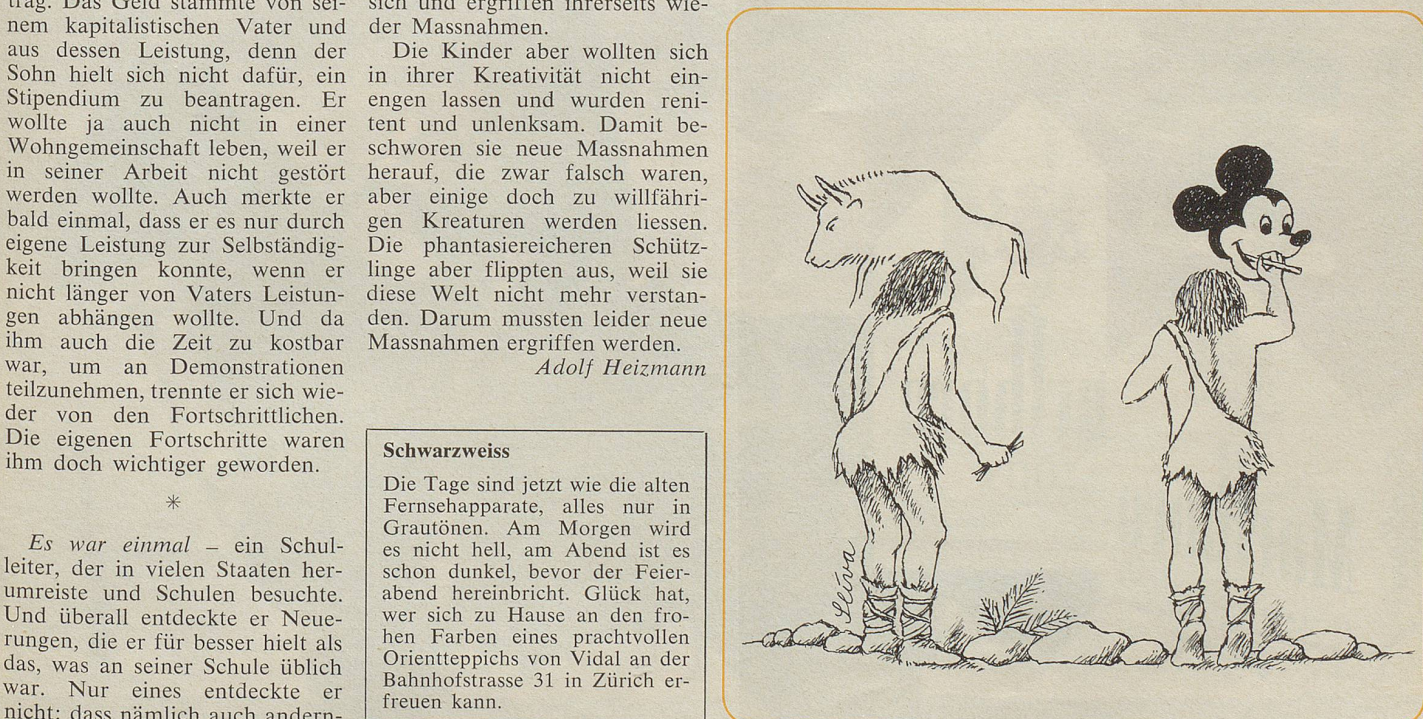 trag. Das Geld stammte von sei-
nem kapitalistischen Vater und
aus dessen Leistung, denn der
Sohn hielt sich nicht dafür, ein
Stipendium zu beantragen. Er
wollte ja auch nicht in einer
Wohngemeinschaft leben, weil er
in seiner Arbeit nicht gestört
werden wollte. Auch merkte er
bald einmal, dass er es nur durch
eigene Leistung zur Selbständig-
keit bringen konnte, wenn er
nicht länger von Vaters Leistun-
gen abhängen wollte. Und da
ihm auch die Zeit zu kostbar
war, um an Demonstrationen
teilzunehmen, trennte er sich wie-
der von den Fortschrittlichen.
Die eigenen Fortschritte waren
ihm doch wichtiger geworden.
*
Es war einmal – ein Schul-
leiter, der in vielen Staaten her-
umreiste und Schulen besuchte.
Und überall entdeckte er Neue-
rungen, die er für besser hielt als
das, was an seiner Schule üblich
war. Nur eines entdeckte er
nicht: dass nämlich auch andern-
sich und ergriffen ihrerseits wie-
der Massnahmen.
Die Kinder aber wollten sich
in ihrer Kreativität nicht ein-
engen lassen und wurden reni-
tent und unlenksam. Damit be-
schworen sie neue Massnahmen
herauf, die zwar falsch waren,
aber einige doch zu willfähri-
gen Kreaturen werden liessen.
Die phantasiereicheren Schütz-
linge aber flippten aus, weil sie
diese Welt nicht mehr verstan-
den. Darum mussten leider neue
Massnahmen ergriffen werden.
Adolf Heizmann
Schwarzweiss
Die Tage sind jetzt wie die alten
Fernsehapparate, alles nur in
Grautönen. Am Morgen wird
es nicht hell, am Abend ist es
schon dunkel, bevor der Feier-
abend hereinbricht. Glück hat,
wer sich zu Hause an den fro-
hen Farben eines prachtvollen
Orientteppichs von Vidal an der
Bahnhofstrasse 31 in Zürich er-
freuen kann.